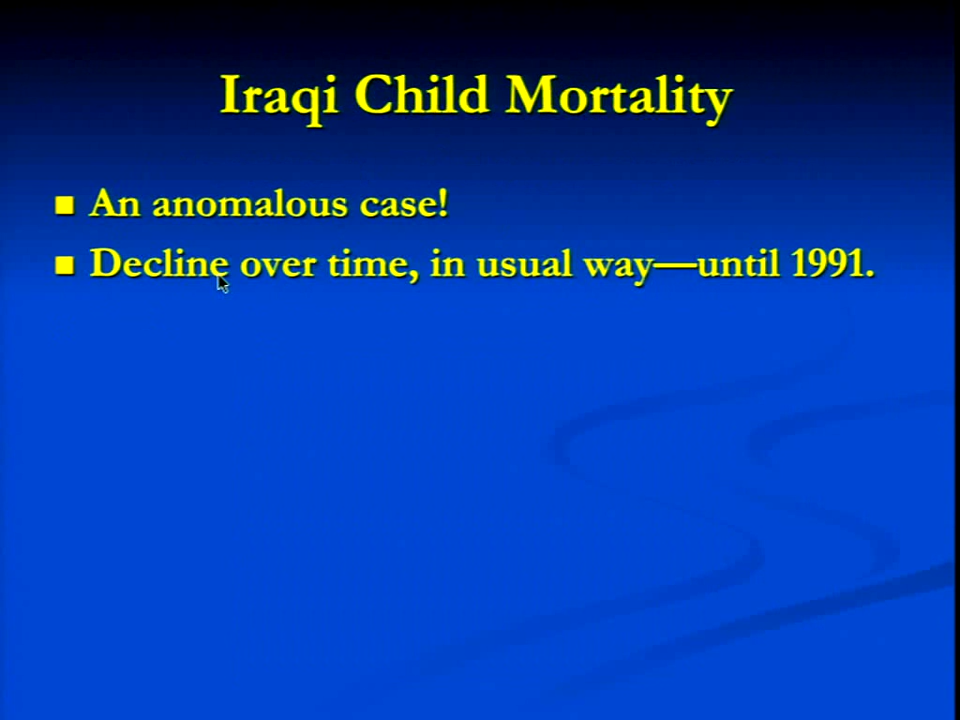 Iraqi Child Mortality
An anomalous case!
Decline over time, in usual way—until 1991.